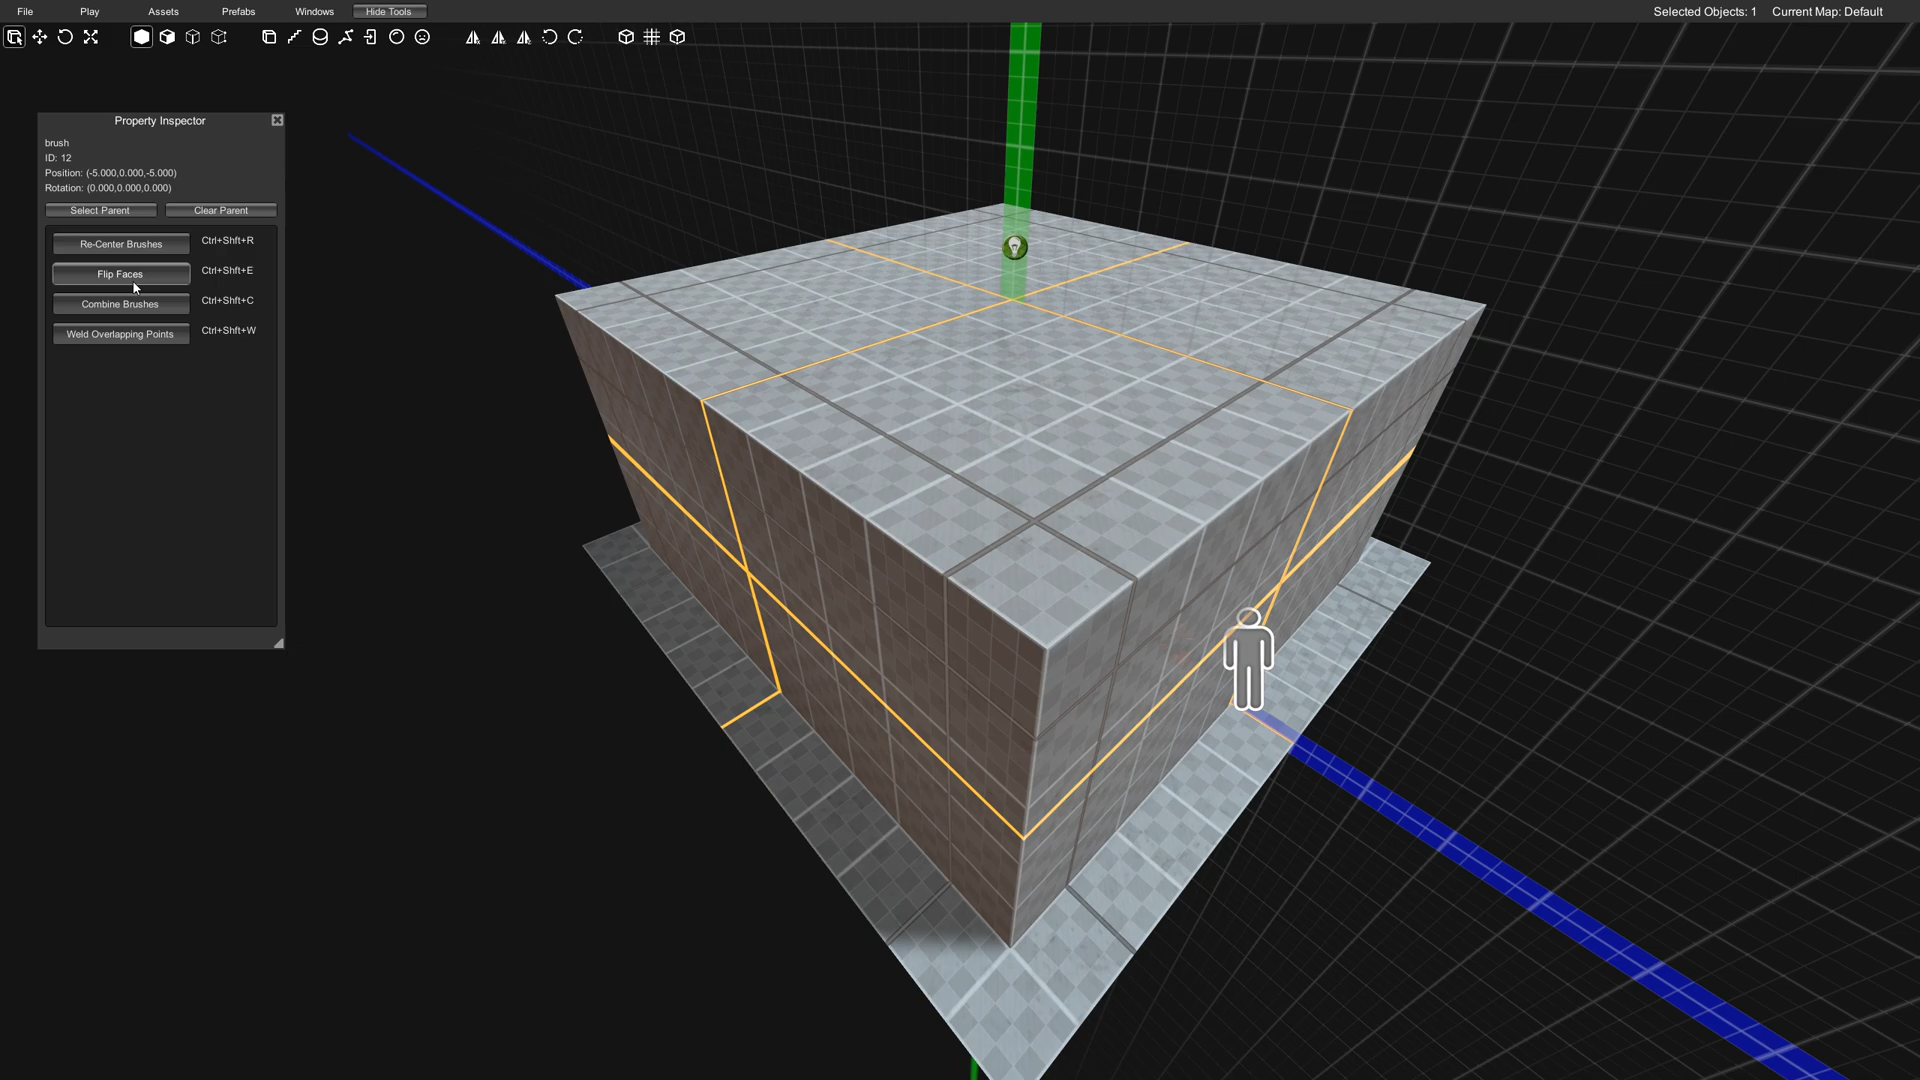 File Play Assets Prefabs Windows Hide Tools Selected Objects: 1 Current Map: Default
Property Inspector
brush
ID: 12
Position: (-5.000,0.000,-5.000)
Rotation: (0.000,0.000,0.000)
Select Parent Clear Parent
Re-Center Brushes Ctrl+Shft+R
Flip Faces Ctrl+Shft+E
Combine Brushes Ctrl+Shft+C
Weld Overlapping Points Ctrl+Shft+W